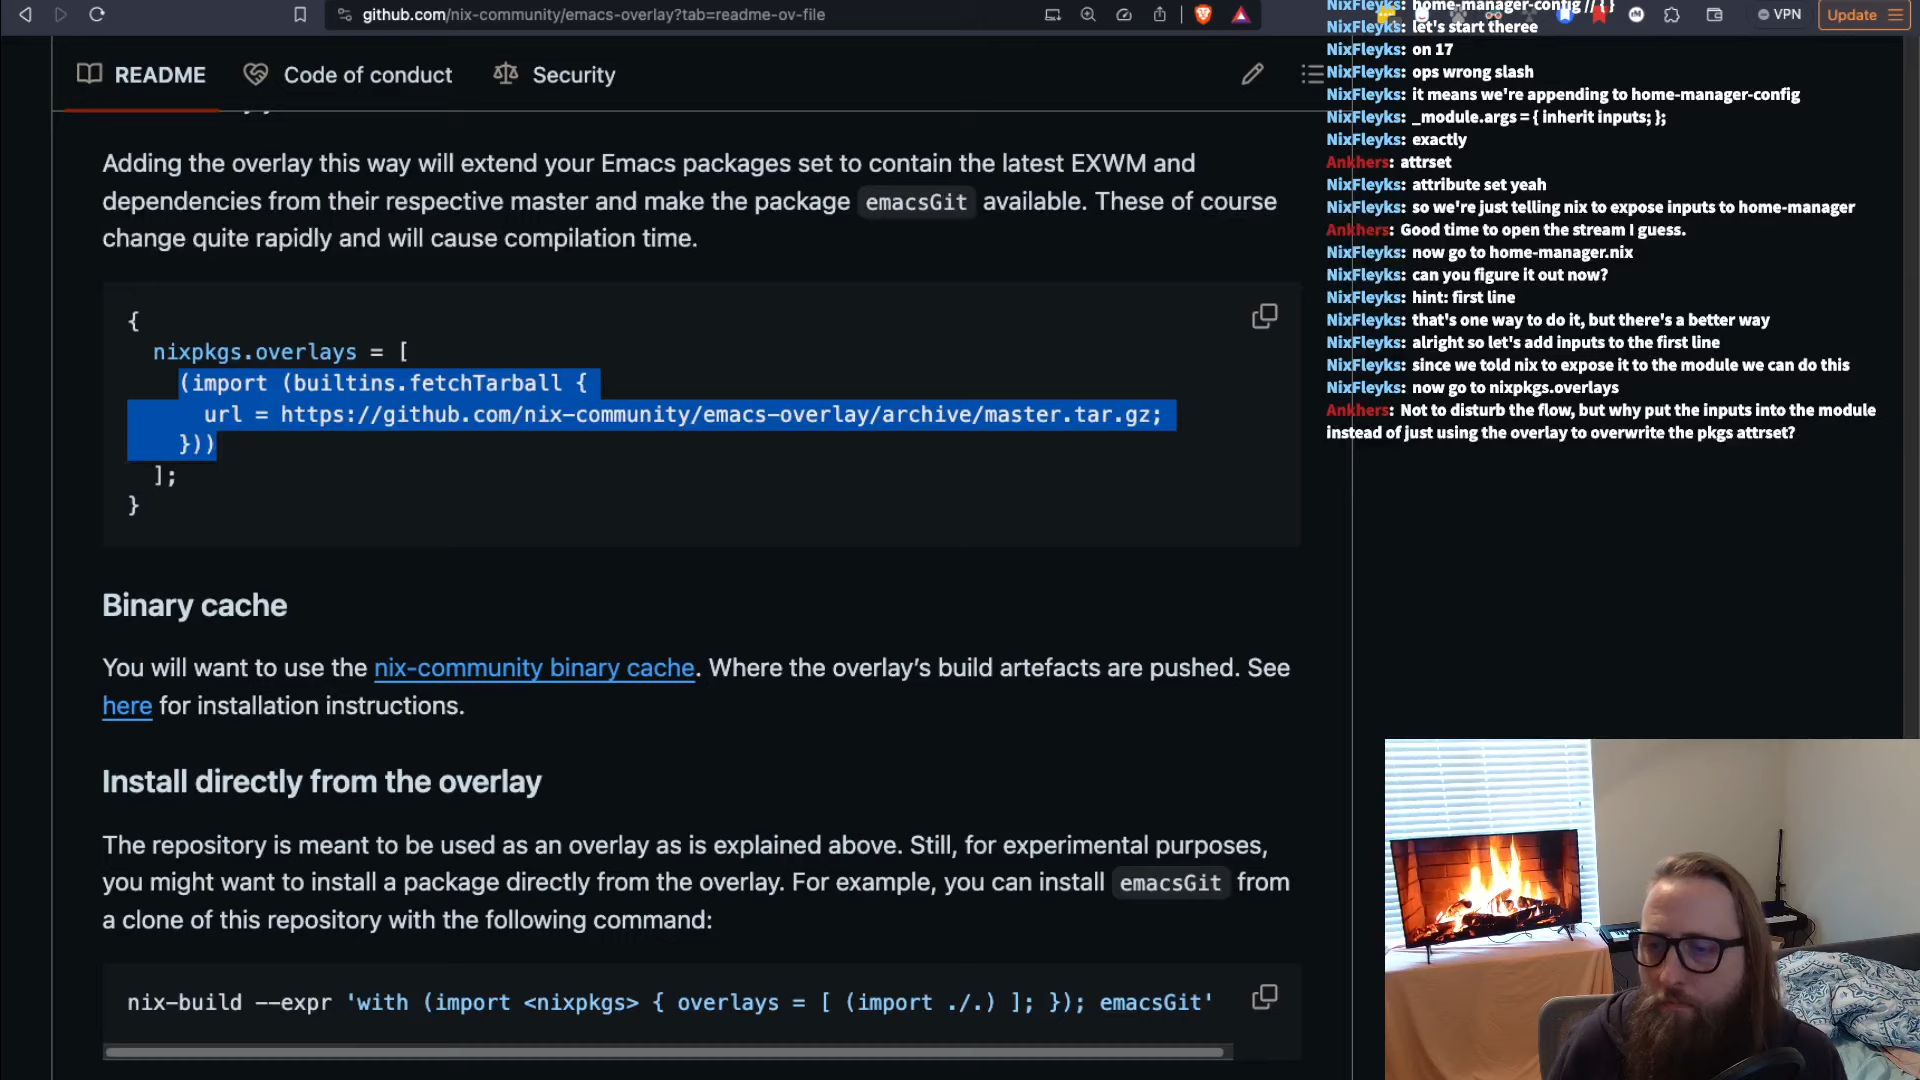 github.com/nix-community/emacs-overlay?tab=readme-ov-file
VPN
Update
README
Code of conduct
Security
Adding the overlay this way will extend your Emacs packages set to contain the latest EXWM and
dependencies from their respective master and make the package emacsGit available. These of course
change quite rapidly and will cause compilation time.
{
nixpkgs.overlays = [
(import (builtins.fetchTarball {
url = https://github.com/nix-community/emacs-overlay/archive/master.tar.gz;
}))
];
}
Binary cache
You will want to use the nix-community binary cache. Where the overlay’s build artefacts are pushed. See
here for installation instructions.
Install directly from the overlay
The repository is meant to be used as an overlay as is explained above. Still, for experimental purposes,
you might want to install a package directly from the overlay. For example, you can install emacsGit from
a clone of this repository with the following command:
nix-build --expr 'with (import <nixpkgs> { overlays = [ (import ./.) ]; }); emacsGit'
NixFleyks: home-manager-config // { }
NixFleyks: let's start theree
NixFleyks: on 17
NixFleyks: ops wrong slash
NixFleyks: it means we're appending to home-manager-config
NixFleyks: _module.args = { inherit inputs; };
NixFleyks: exactly
Ankhers: attrset
NixFleyks: attribute set yeah
NixFleyks: so we're just telling nix to expose inputs to home-manager
Ankhers: Good time to open the stream I guess.
NixFleyks: now go to home-manager.nix
NixFleyks: can you figure it out now?
NixFleyks: hint: first line
NixFleyks: that's one way to do it, but there's a better way
NixFleyks: alright so let's add inputs to the first line
NixFleyks: since we told nix to expose it to the module we can do this
NixFleyks: now go to nixpkgs.overlays
Ankhers: Not to disturb the flow, but why put the inputs into the module
instead of just using the overlay to overwrite the pkgs attrset?